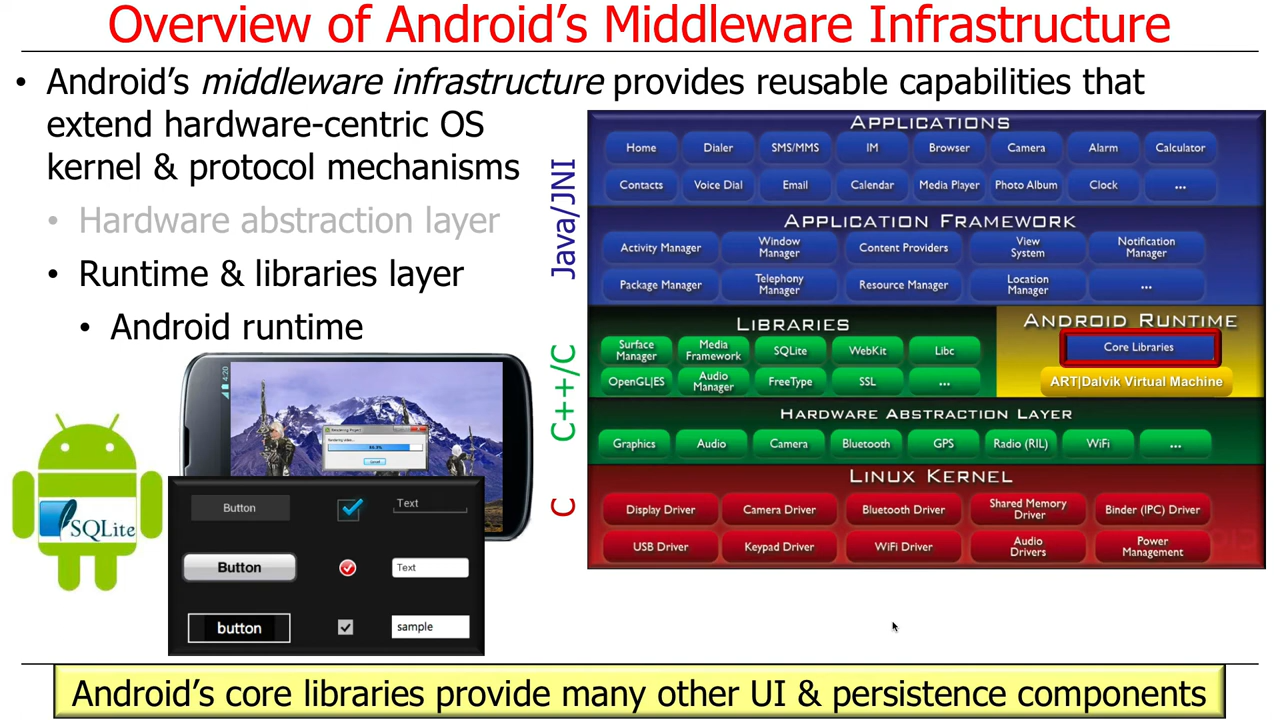 Overview of Android's Middleware Infrastructure
• Android's middleware infrastructure provides reusable capabilities that
extend hardware-centric OS
kernel & protocol mechanisms
• Hardware abstraction layer
• Runtime & libraries layer
• Android runtime
4:20
SQLite
Button
Text
Button
Text
button
sample
Java/JNI
C++/C
C
APPLICATIONS
Home Dialer SMS/MMS IM Browser Camera Alarm Calculator
Contacts Voice Dial Email Calendar Media Player Photo Album Clock ...
APPLICATION FRAMEWORK
Activity Manager Window Manager Content Providers View System Notification Manager
Package Manager Telephony Manager Resource Manager Location Manager ...
LIBRARIES
Surface Manager Media Framework SQLite WebKit Libc
OpenGL|ES Audio Manager FreeType SSL ...
ANDROID RUNTIME
Core Libraries
ART|Dalvik Virtual Machine
HARDWARE ABSTRACTION LAYER
Graphics Audio Camera Bluetooth GPS Radio (RIL) WiFi ...
LINUX KERNEL
Display Driver Camera Driver Bluetooth Driver Shared Memory Driver Binder (IPC) Driver
USB Driver Keypad Driver WiFi Driver Audio Drivers Power Management
Android's core libraries provide many other UI & persistence components